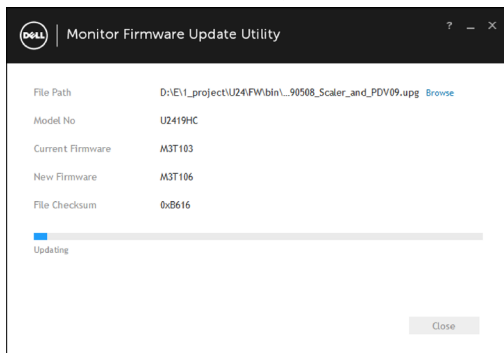 DELL Monitor Firmware Update Utility ? _ X
File Path D:\E\1_project\U24\FW\bin\...90508_Scaler_and_PDV09.upg Browse
Model No U2419HC
Current Firmware M3T103
New Firmware M3T106
File Checksum 0xB616
Updating
Close